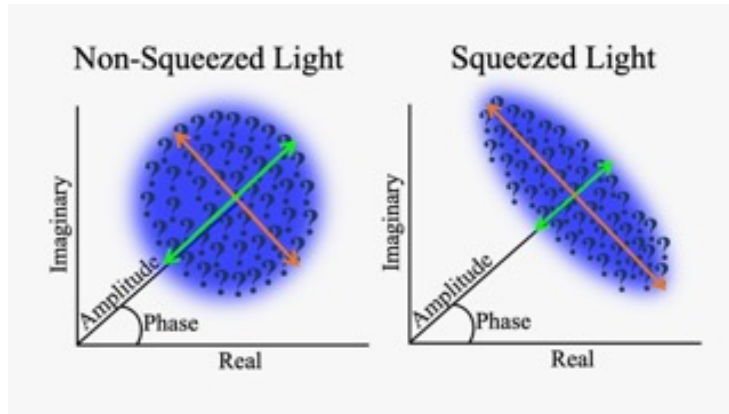 Non-Squeezed Light
Imaginary
Amplitude
Phase
Real
Squeezed Light
Imaginary
Amplitude
Phase
Real